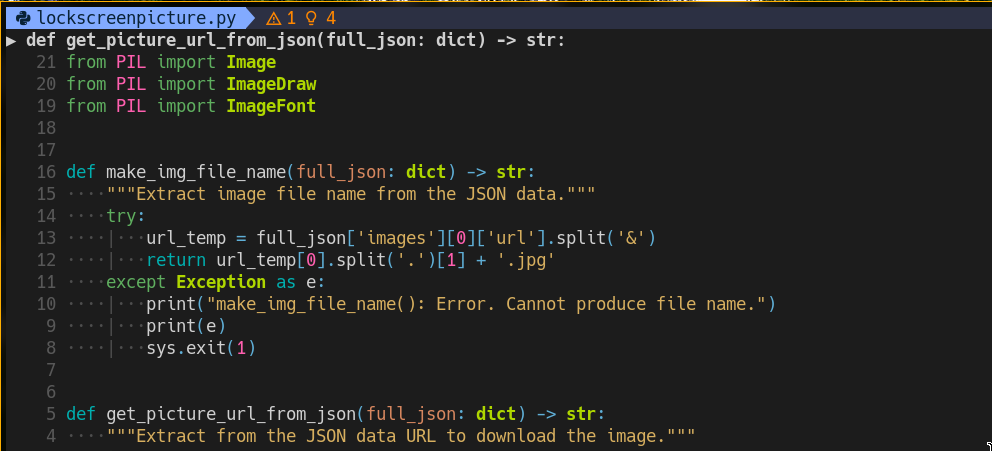 lockscreenpicture.py 1 4
▶ def get_picture_url_from_json(full_json: dict) -> str:
21 from PIL import Image
20 from PIL import ImageDraw
19 from PIL import ImageFont
18
17
16 def make_img_file_name(full_json: dict) -> str:
15 ····"""Extract image file name from the JSON data."""
14 ····try:
13 ····|···url_temp = full_json['images'][0]['url'].split('&')
12 ····|···return url_temp[0].split('.')[1] + '.jpg'
11 ····except Exception as e:
10 ····|···print("make_img_file_name(): Error. Cannot produce file name.")
9 ····|···print(e)
8 ····|···sys.exit(1)
7
6
5 def get_picture_url_from_json(full_json: dict) -> str:
4 ····"""Extract from the JSON data URL to download the image."""